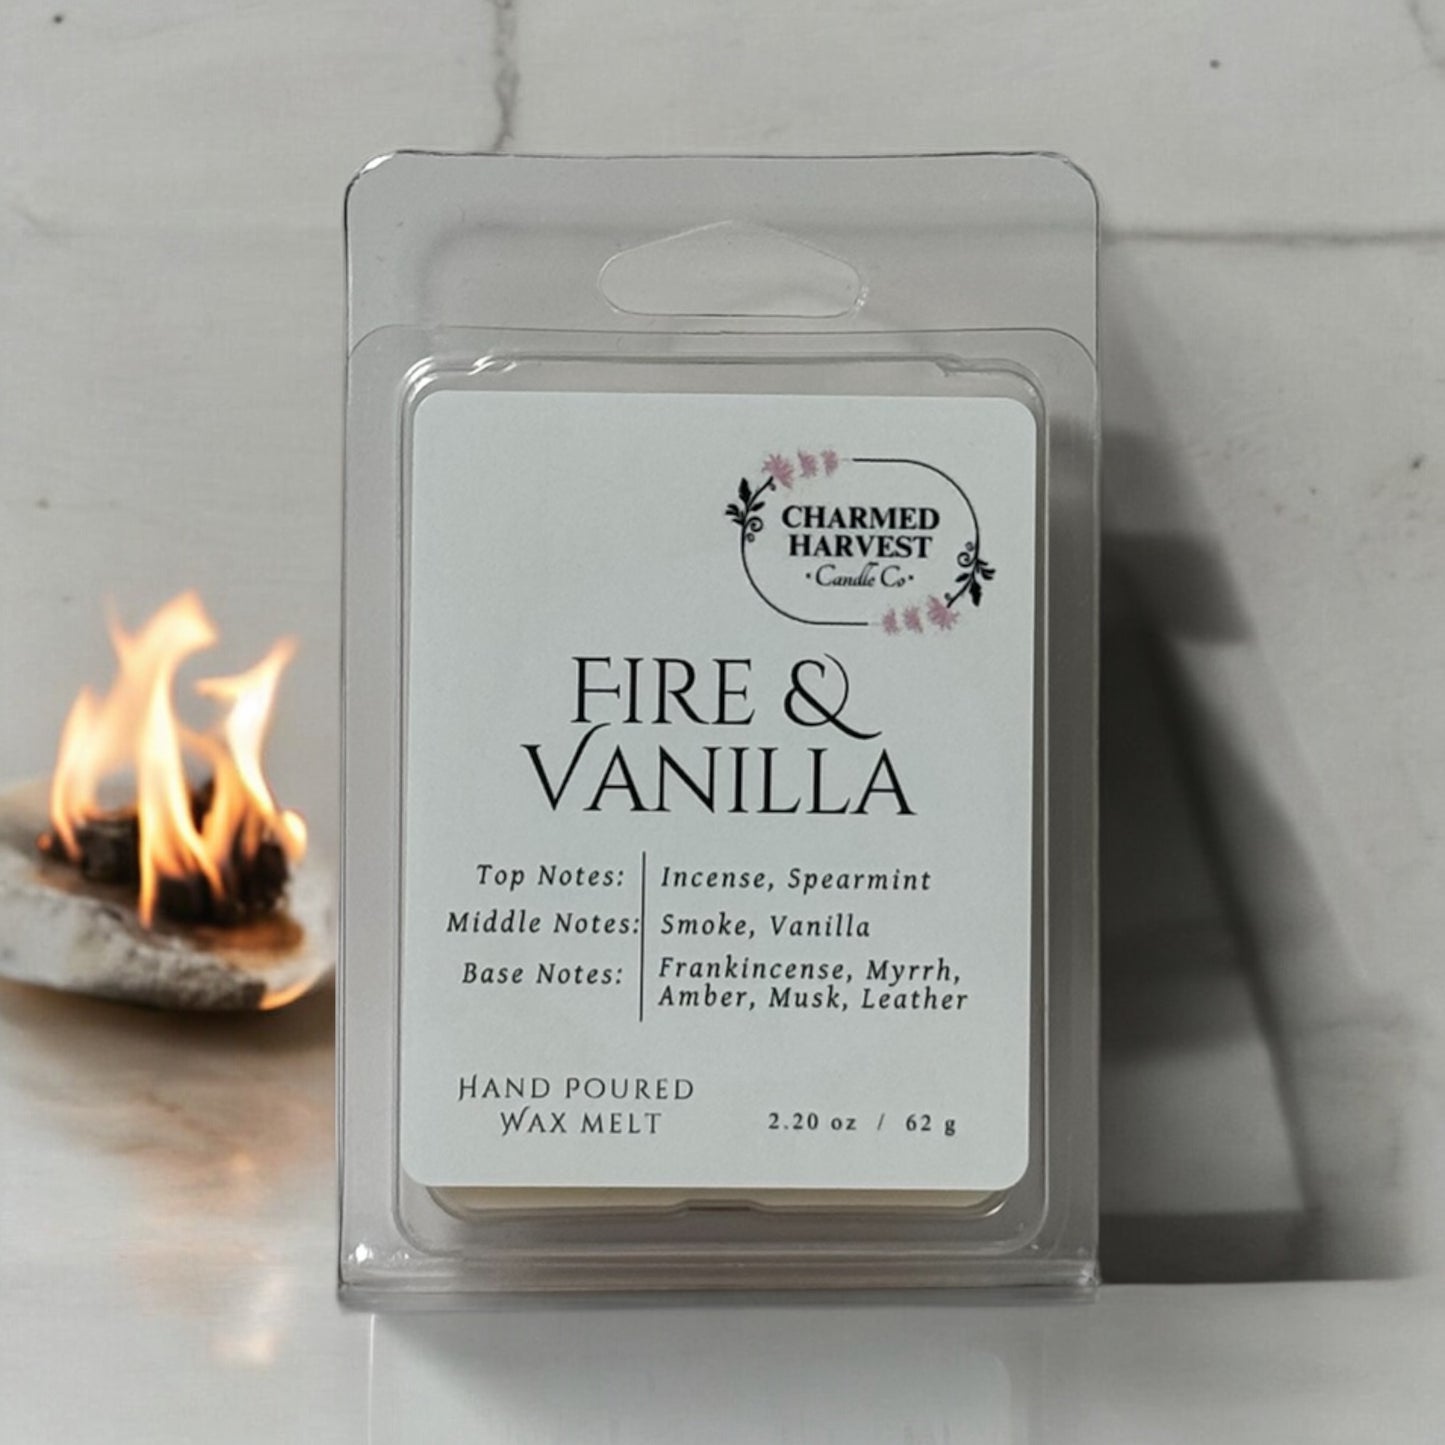 CHARMED
HARVEST
·Candle Co·
FIRE &
VANILLA
Top Notes: Incense, Spearmint
Middle Notes: Smoke, Vanilla
Base Notes: Frankincense, Myrrh,
Amber, Musk, Leather
HAND POURED
WAX MELT
2.20 oz / 62 g